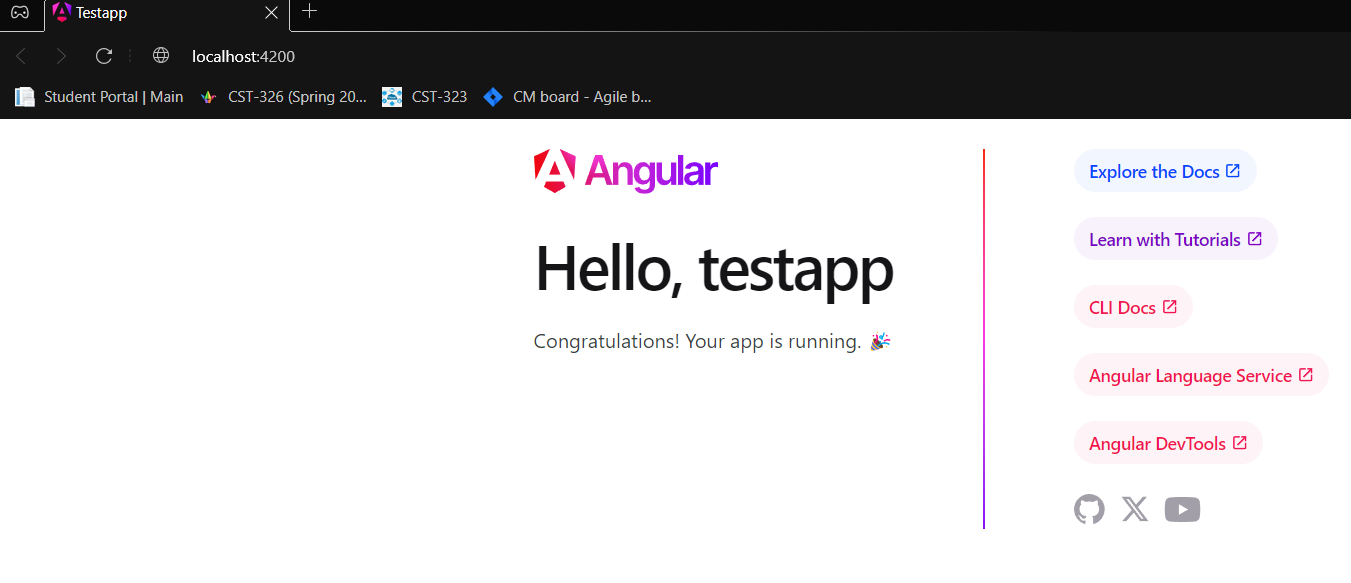 Testapp
localhost:4200
Student Portal | Main
CST-326 (Spring 20...
CST-323
CM board - Agile b...
Angular
Hello, testapp
Congratulations! Your app is running. 🎉
Explore the Docs
Learn with Tutorials
CLI Docs
Angular Language Service
Angular DevTools